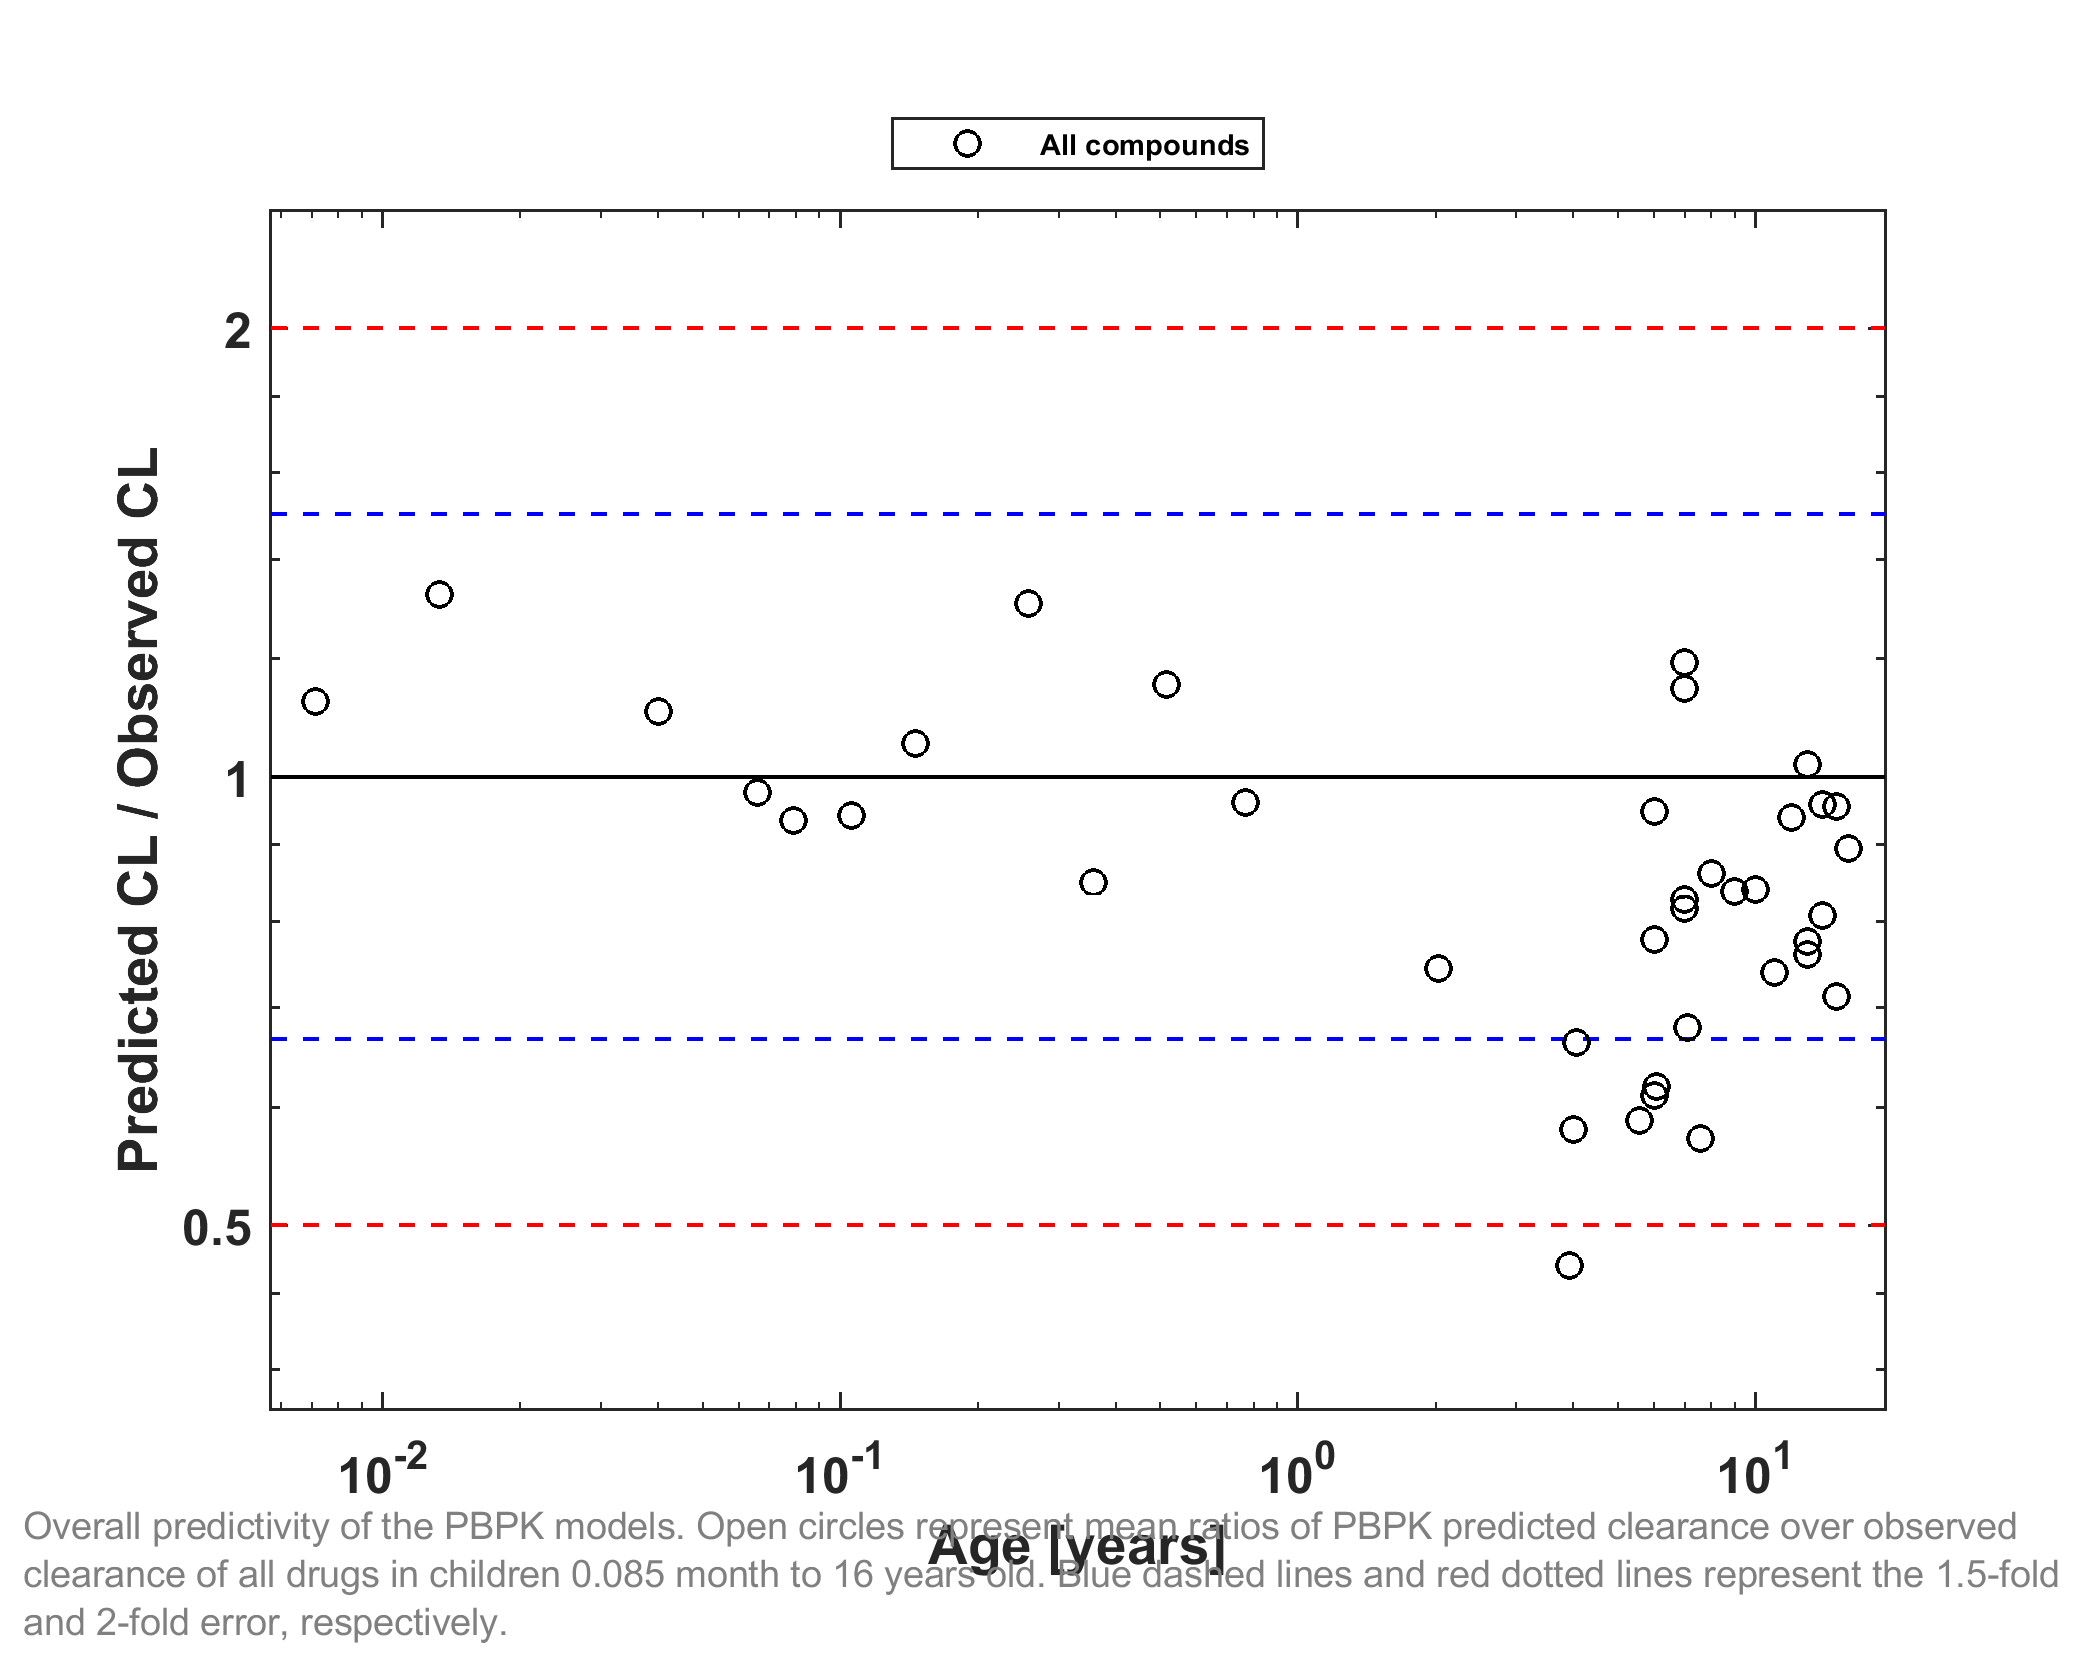 All compounds
2
1
0.5
Predicted CL / Observed CL
10-2 10-1 100 101
Age [years]
Overall predictivity of the PBPK models. Open circles represent mean ratios of PBPK predicted clearance over observed
clearance of all drugs in children 0.085 month to 16 years old. Blue dashed lines and red dotted lines represent the 1.5-fold
and 2-fold error, respectively.